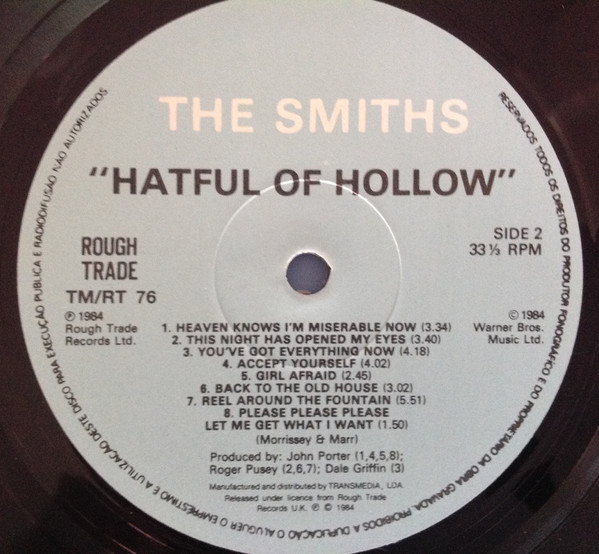 THE SMITHS
"HATFUL OF HOLLOW"
ROUGH
TRADE
TM/RT 76
SIDE 2
33⅓ RPM
℗ 1984
Rough Trade
Records Ltd.
© 1984
Warner Bros.
Music Ltd.
1. HEAVEN KNOWS I'M MISERABLE NOW (3.34)
2. THIS NIGHT HAS OPENED MY EYES (3.40)
3. YOU'VE GOT EVERYTHING NOW (4.18)
4. ACCEPT YOURSELF (4.02)
5. GIRL AFRAID (2.45)
6. BACK TO THE OLD HOUSE (3.02)
7. REEL AROUND THE FOUNTAIN (5.51)
8. PLEASE PLEASE PLEASE
LET ME GET WHAT I WANT (1.50)
(Morrissey & Marr)
Produced by: John Porter (1,4,5,8);
Roger Pusey (2,6,7); Dale Griffin (3)
Manufactured and distributed by TRANSMEDIA, LDA.
Released under licence from Rough Trade
Records U.K. ℗ © 1984
RESERVADOS TODOS OS DIREITOS DO PRODUTOR FONOGRÁFICO E DO PROPRIETÁRIO DA OBRA GRAVADA. PROIBIDOS A DUPLICAÇÃO O ALUGUER O EMPRÉSTIMO E A UTILIZAÇÃO DESTE DISCO PARA EXECUÇÃO PUBLICA E RADIODIFUSÃO NÃO AUTORIZADOS